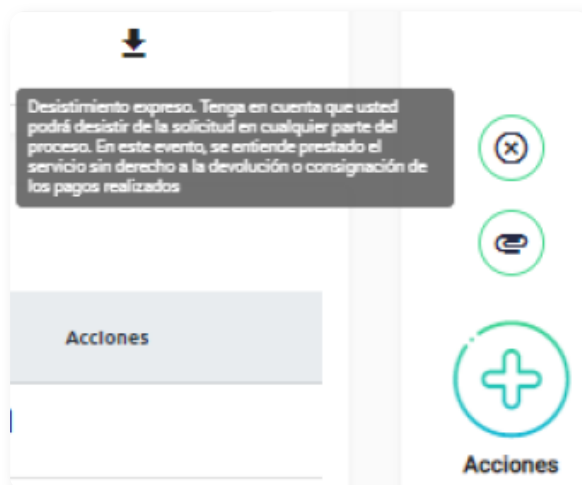 Desistimiento expreso. Tenga en cuenta que usted
podrá desistir de la solicitud en cualquier parte del
proceso. En este evento, se entiende prestado el
servicio sin derecho a la devolución o consignación de
los pagos realizados
Acciones
Acciones